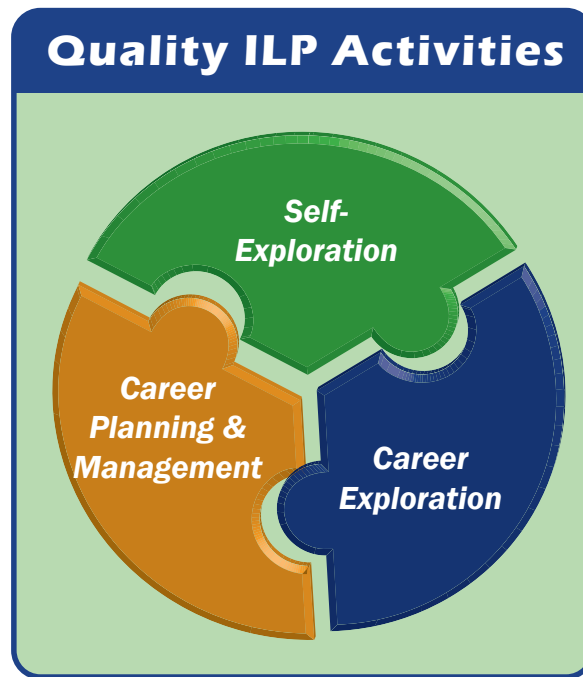 Quality ILP Activities
Self-
Exploration
Career
Planning &
Management
Career
Exploration